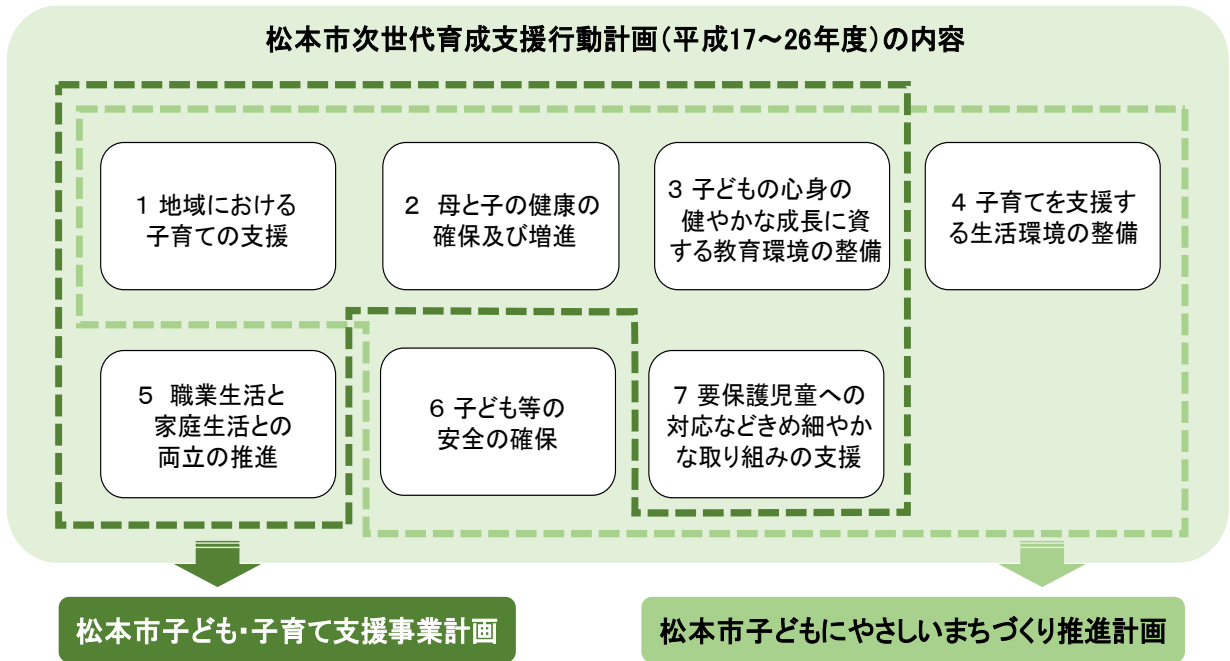 松本市次世代育成支援行動計画(平成17~26年度)の内容
1 地域における
子育ての支援
2 母と子の健康の
確保及び増進
3 子どもの心身の
健やかな成長に資
する教育環境の整備
4 子育てを支援す
る生活環境の整備
5 職業生活と
家庭生活との
両立の推進
6 子ども等の
安全の確保
7 要保護児童への
対応などきめ細やか
な取り組みの支援
松本市子ども・子育て支援事業計画
松本市子どもにやさしいまちづくり推進計画